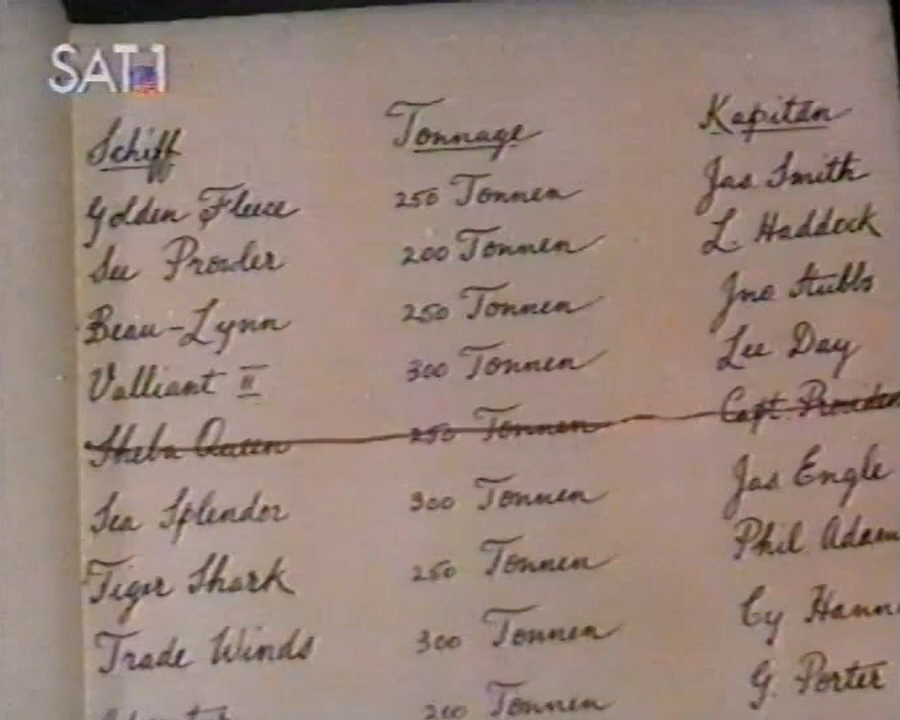 SAT.1
Schiff Tonnage Kapitän
Golden Fleece 250 Tonnen Jas Smith
Sea Prowler 200 Tonnen L. Haddock
Beau-Lynn 250 Tonnen Jno Stubbs
Valliant II 300 Tonnen Lee Day
Sheba Queen 250 Tonnen Capt
Sea Splendor 300 Tonnen Jas Engle
Tiger Shark 250 Tonnen Phil Adam
Trade Winds 300 Tonnen Cy Hann
200 Tonnen G. Porter